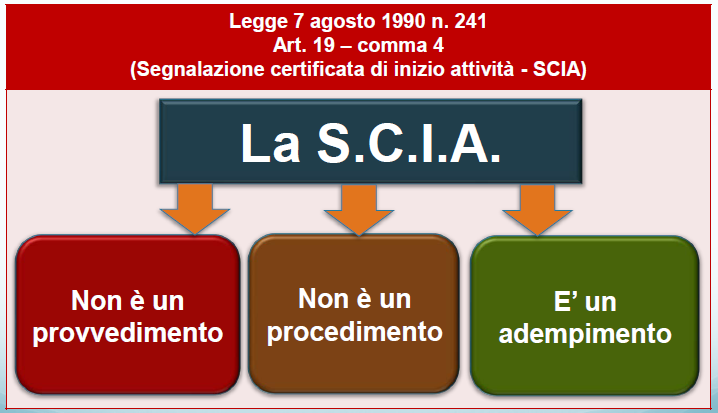 Legge 7 agosto 1990 n. 241
Art. 19 – comma 4
(Segnalazione certificata di inizio attività - SCIA)
La S.C.I.A.
Non è un
provvedimento
Non è un
procedimento
E’ un
adempimento